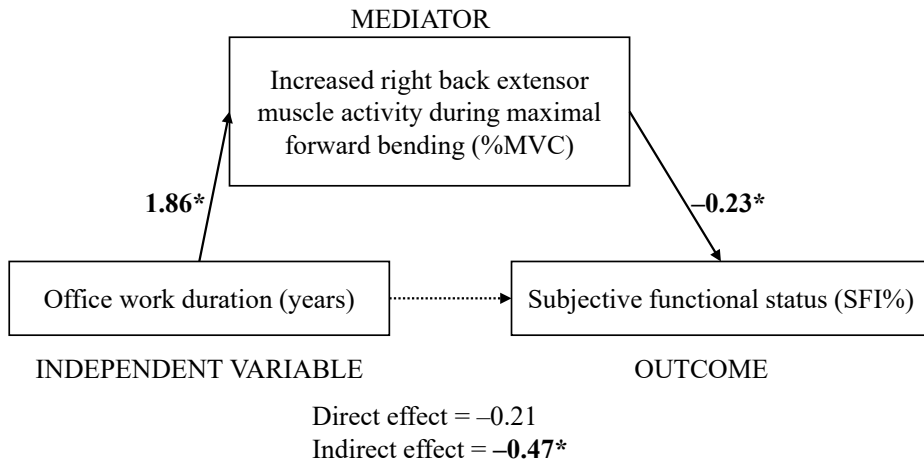 MEDIATOR
Increased right back extensor
muscle activity during maximal
forward bending (%MVC)
1.86*
–0.23*
Office work duration (years)
Subjective functional status (SFI%)
INDEPENDENT VARIABLE
OUTCOME
Direct effect = –0.21
Indirect effect = –0.47*